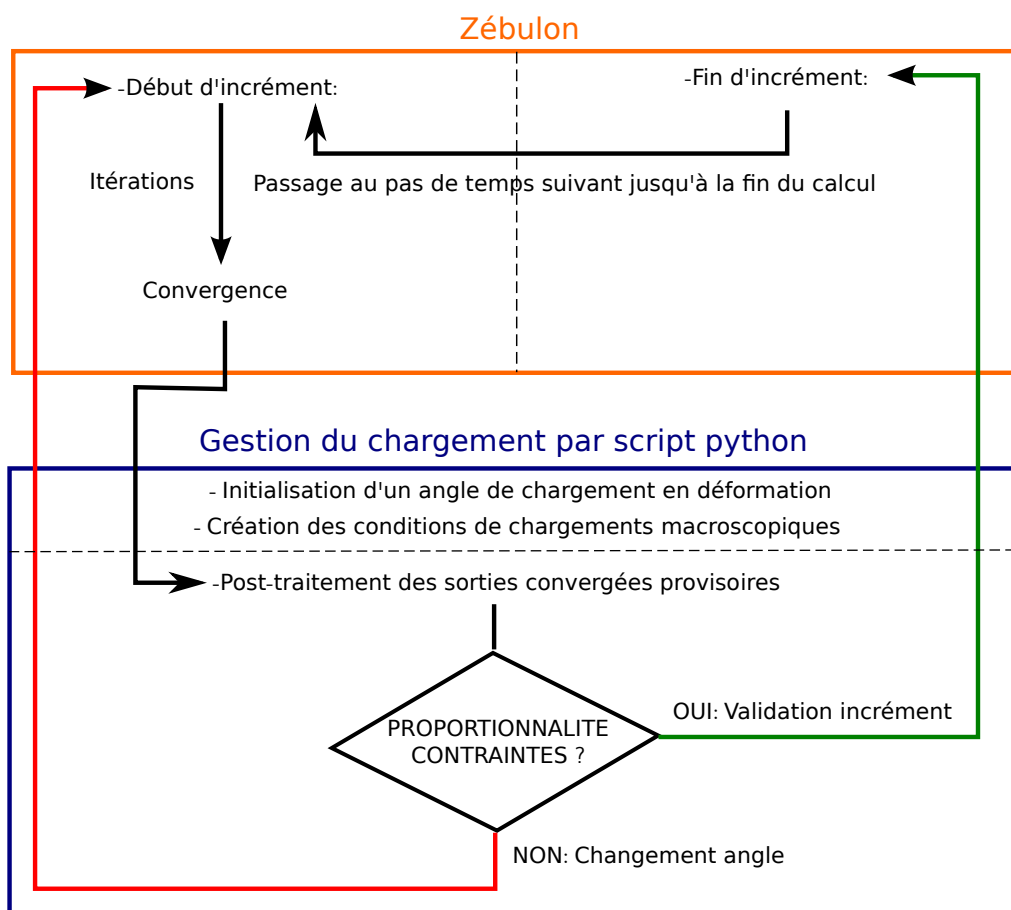 Zébulon
-Début d'incrément:
-Fin d'incrément:
Itérations
Passage au pas de temps suivant jusqu'à la fin du calcul
Convergence
Gestion du chargement par script python
- Initialisation d'un angle de chargement en déformation
- Création des conditions de chargements macroscopiques
-Post-traitement des sorties convergées provisoires
PROPORTIONNALITE
CONTRAINTES ?
OUI: Validation incrément
NON: Changement angle